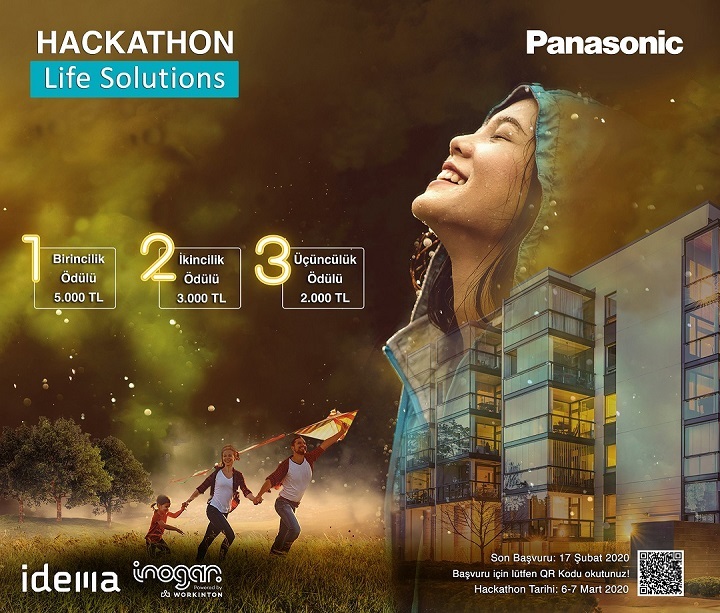 HACKATHON
Life Solutions
Panasonic
1
Birincilik
Ödülü
5.000 TL
2
İkincilik
Ödülü
3.000 TL
3
Üçüncülük
Ödülü
2.000 TL
Son Başvuru: 17 Şubat 2020
Başvuru için lütfen QR Kodu okutunuz!
Hackathon Tarihi: 6-7 Mart 2020
idema
inogar
Powered by
WORKINTON